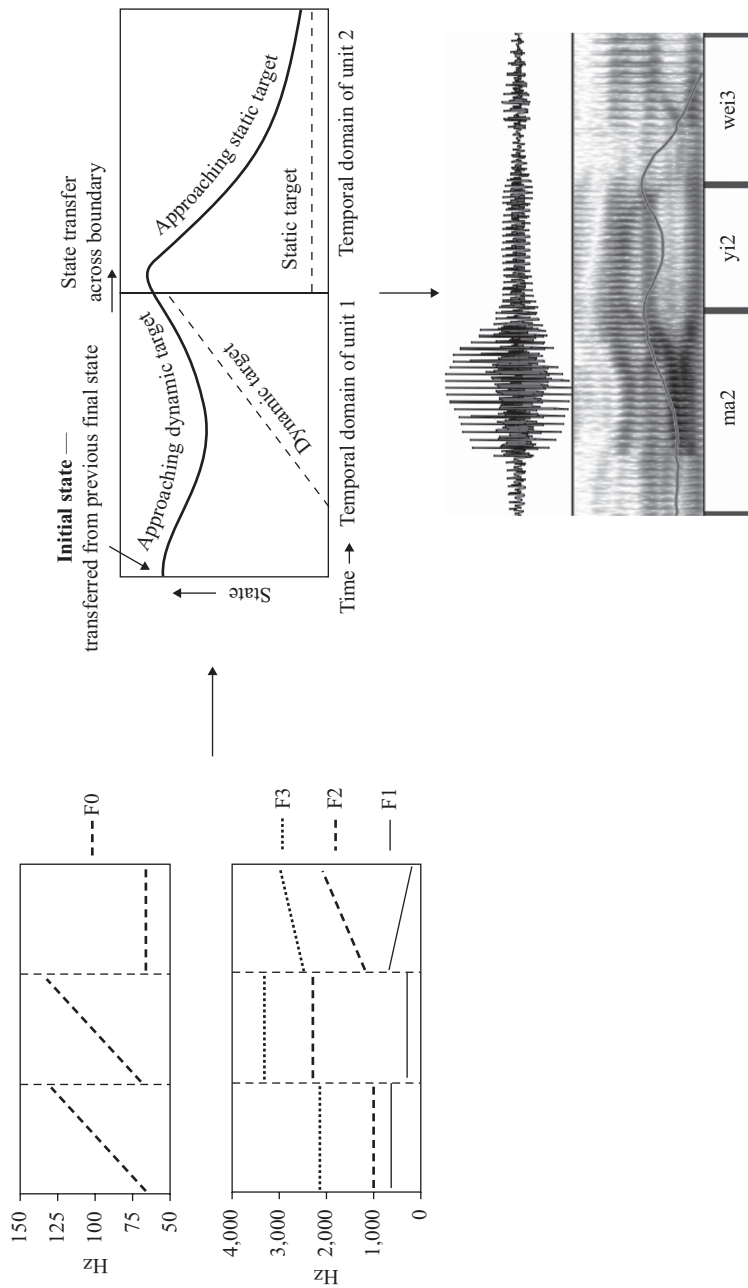 150
125
100
75
50
Hz
F0
4,000
3,000
2,000
1,000
0
Hz
F3
F2
F1
Initial state —
transferred from previous final state
State transfer
across boundary
State
Approaching dynamic target
Dynamic target
Approaching static target
Static target
Time
Temporal domain of unit 1
Temporal domain of unit 2
ma2
yi2
wei3